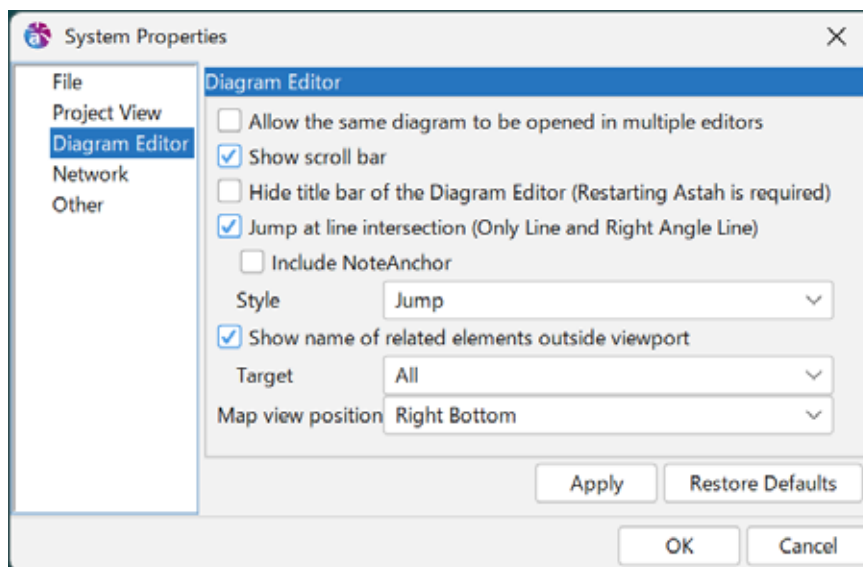 System Properties
File
Project View
Diagram Editor
Network
Other
Diagram Editor
Allow the same diagram to be opened in multiple editors
Show scroll bar
Hide title bar of the Diagram Editor (Restarting Astah is required)
Jump at line intersection (Only Line and Right Angle Line)
Include NoteAnchor
Style Jump
Show name of related elements outside viewport
Target All
Map view position Right Bottom
Apply Restore Defaults
OK Cancel